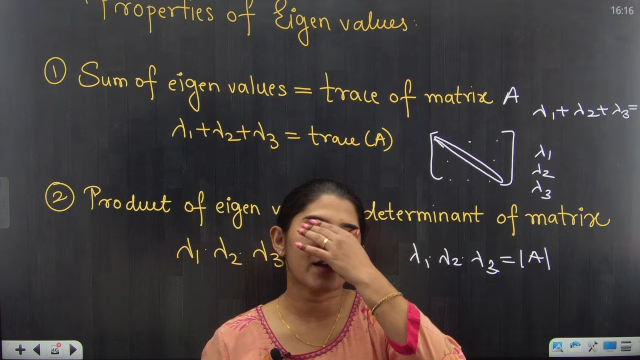 Properties of Eigen values:
16:16
① Sum of eigen values = trace of matrix A
λ₁+λ₂+λ₃ = trace(A)
λ₁+λ₂+λ₃=
λ₁
λ₂
λ₃
② Product of eigen determinant of matrix
λ₁·λ₂·λ₃
λ₁·λ₂·λ₃=|A|